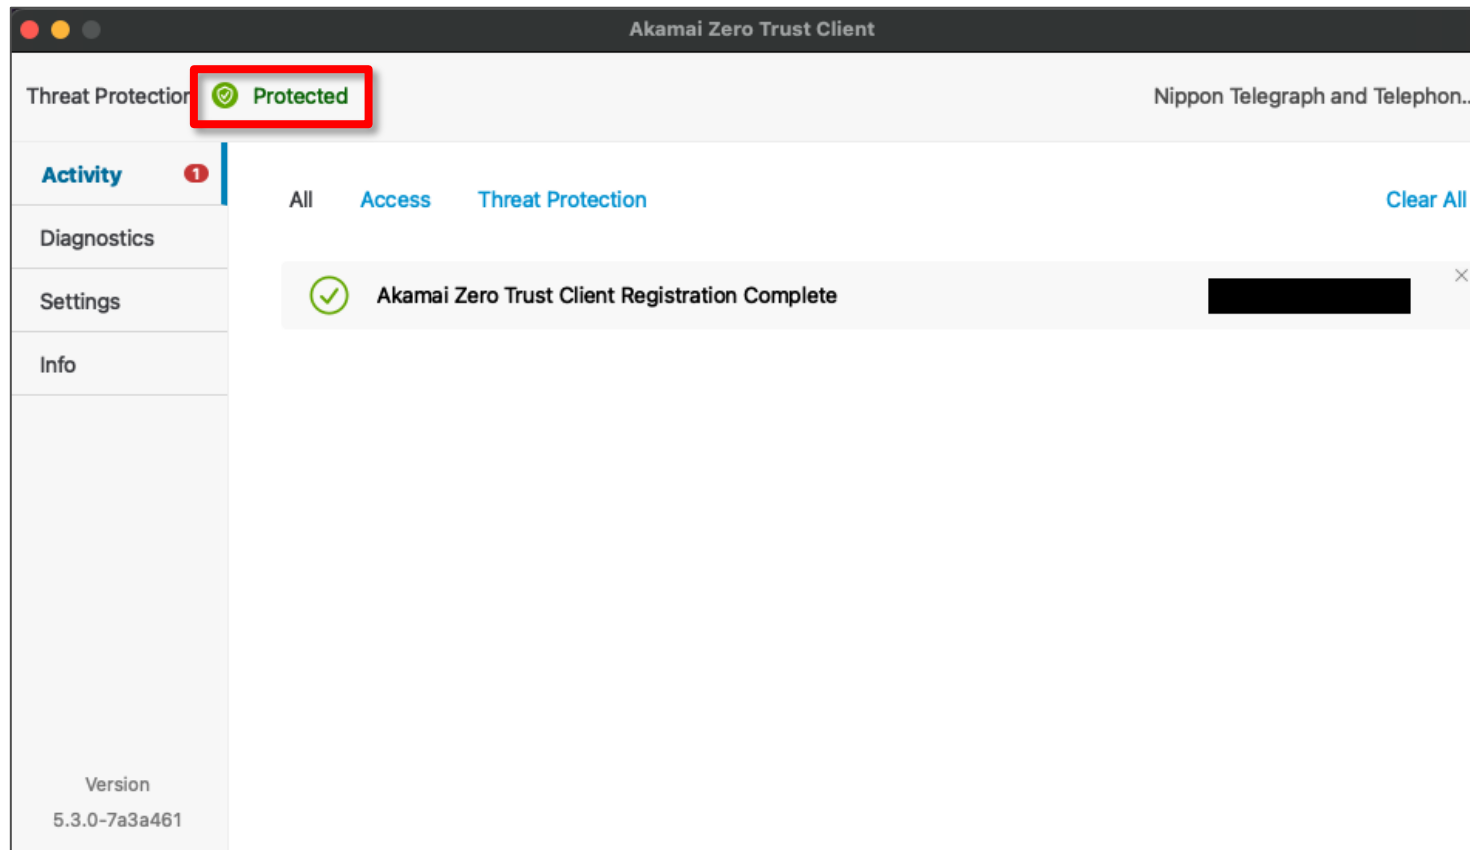 Akamai Zero Trust Client
Threat Protection Protected Nippon Telegraph and Telephon..
Activity 1
All Access Threat Protection Clear All
Diagnostics
Akamai Zero Trust Client Registration Complete
Settings
Info
Version
5.3.0-7a3a461